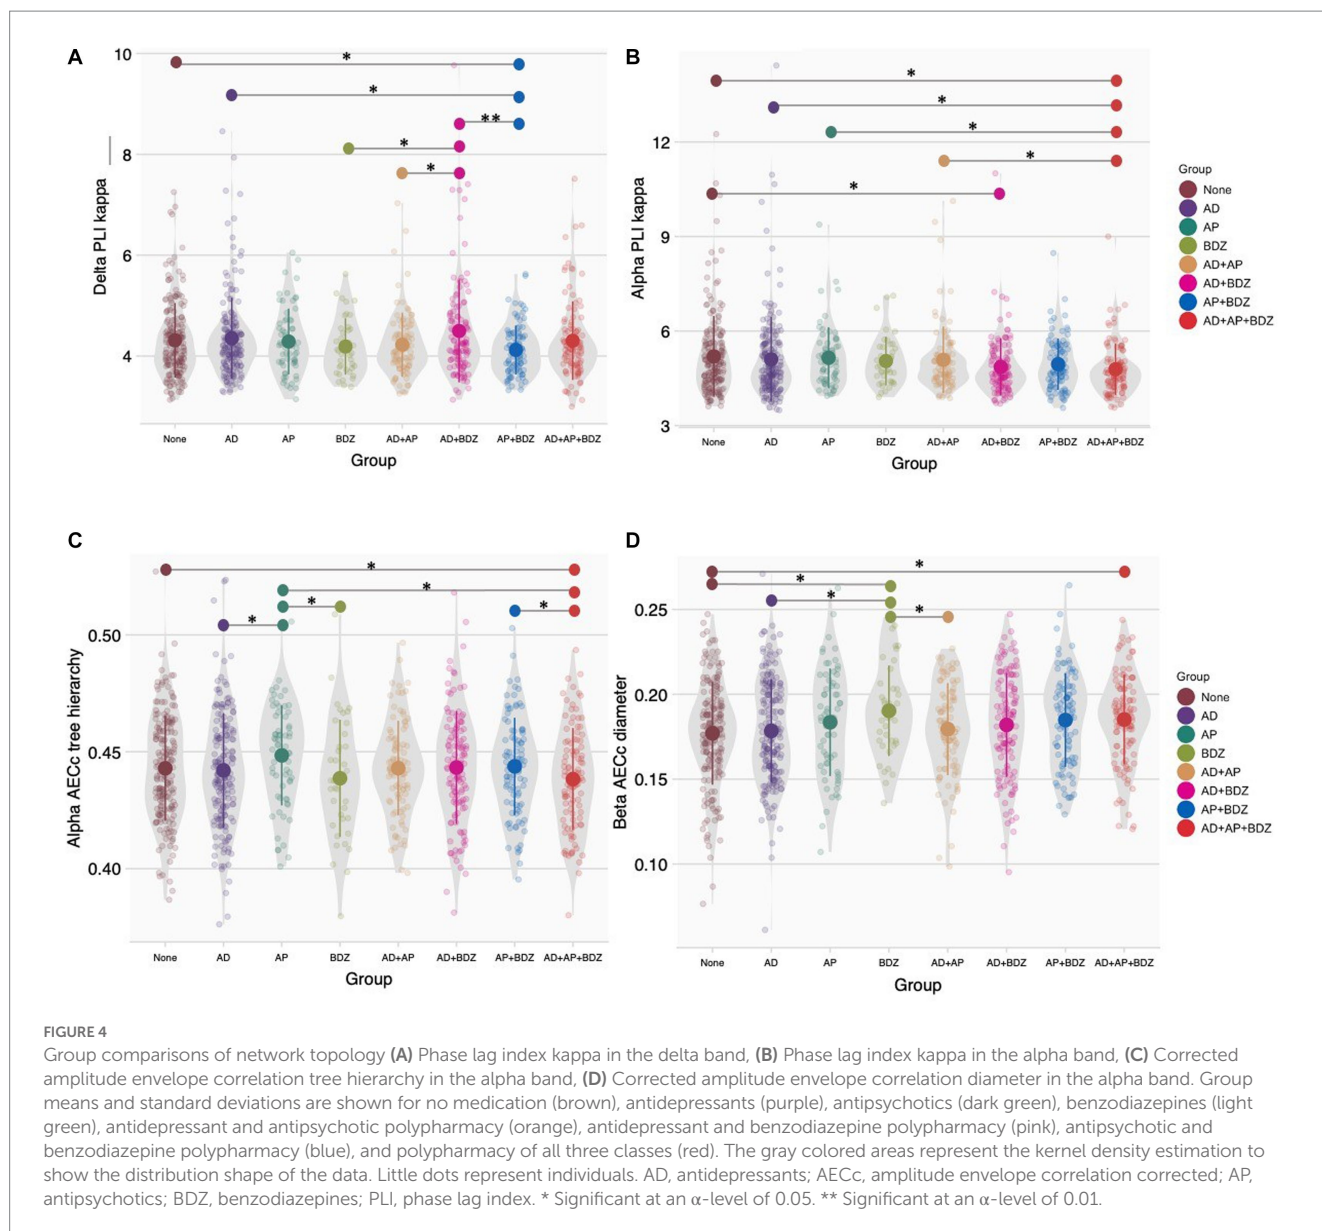 A
Delta PLI kappa
10
8
6
4
*
*
**
*
*
None AD AP BDZ AD+AP AD+BDZ AP+BDZ AD+AP+BDZ
Group
B
Alpha PLI kappa
12
9
6
3
*
*
*
*
*
None AD AP BDZ AD+AP AD+BDZ AP+BDZ AD+AP+BDZ
Group
Group
None
AD
AP
BDZ
AD+AP
AD+BDZ
AP+BDZ
AD+AP+BDZ
C
Alpha AECc tree hierarchy
0.50
0.45
0.40
*
*
*
*
*
None AD AP BDZ AD+AP AD+BDZ AP+BDZ AD+AP+BDZ
Group
D
Beta AECc diameter
0.25
0.20
0.15
0.10
*
*
*
*
None AD AP BDZ AD+AP AD+BDZ AP+BDZ AD+AP+BDZ
Group
Group
None
AD
AP
BDZ
AD+AP
AD+BDZ
AP+BDZ
AD+AP+BDZ
FIGURE 4
Group comparisons of network topology (A) Phase lag index kappa in the delta band, (B) Phase lag index kappa in the alpha band, (C) Corrected
amplitude envelope correlation tree hierarchy in the alpha band, (D) Corrected amplitude envelope correlation diameter in the alpha band. Group
means and standard deviations are shown for no medication (brown), antidepressants (purple), antipsychotics (dark green), benzodiazepines (light
green), antidepressant and antipsychotic polypharmacy (orange), antidepressant and benzodiazepine polypharmacy (pink), antipsychotic and
benzodiazepine polypharmacy (blue), and polypharmacy of all three classes (red). The gray colored areas represent the kernel density estimation to
show the distribution shape of the data. Little dots represent individuals. AD, antidepressants; AECc, amplitude envelope correlation corrected; AP,
antipsychotics; BDZ, benzodiazepines; PLI, phase lag index. * Significant at an α-level of 0.05. ** Significant at an α-level of 0.01.